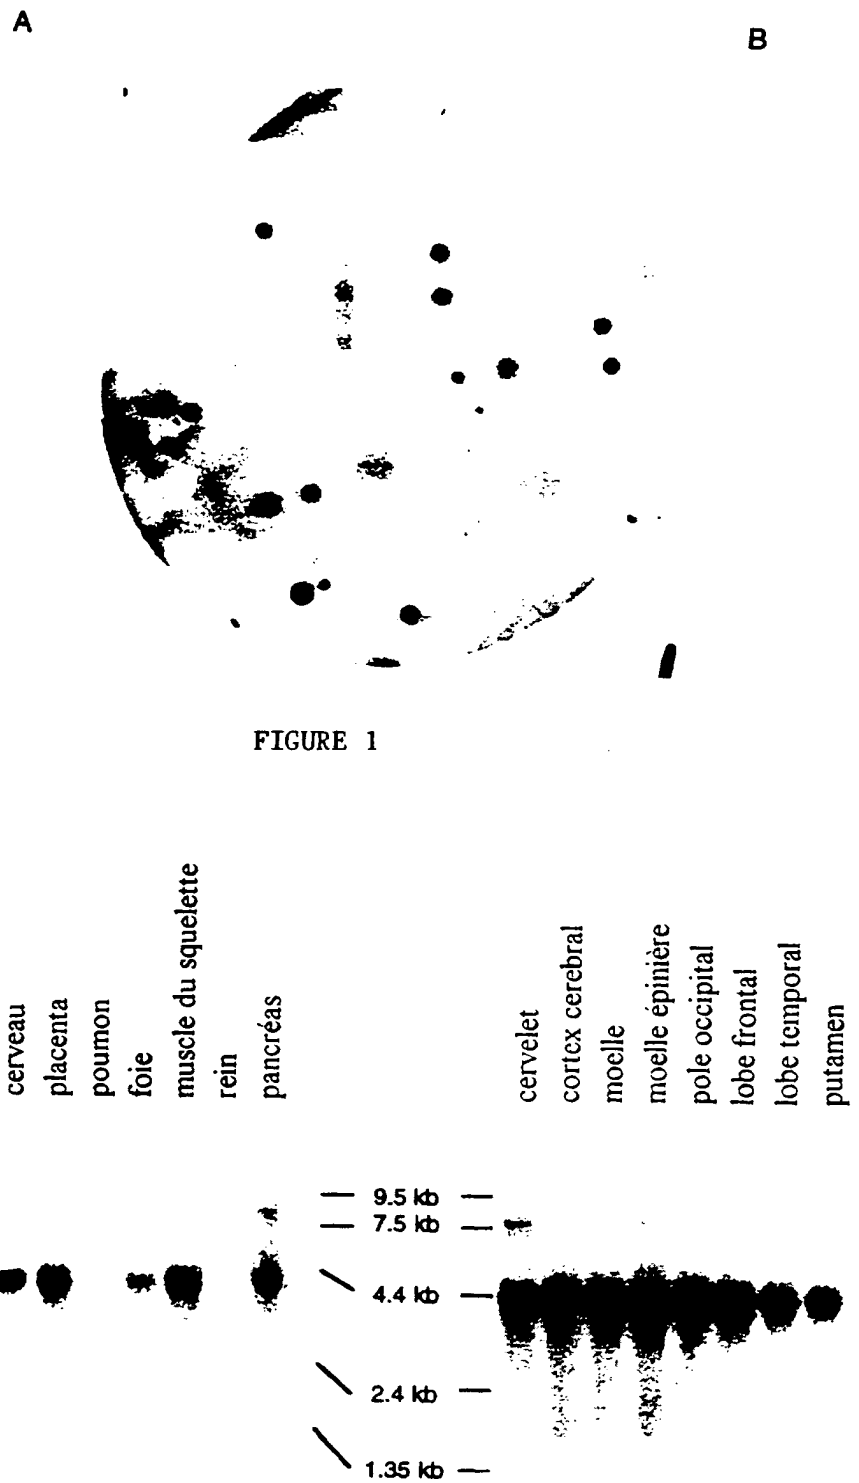 A
B
FIGURE 1
cerveau
placenta
poumon
foie
muscle du squelette
rein
pancréas
cervelet
cortex cerebral
moelle
moelle épinière
pole occipital
lobe frontal
lobe temporal
putamen
9.5 kb
7.5 kb
4.4 kb
2.4 kb
1.35 kb